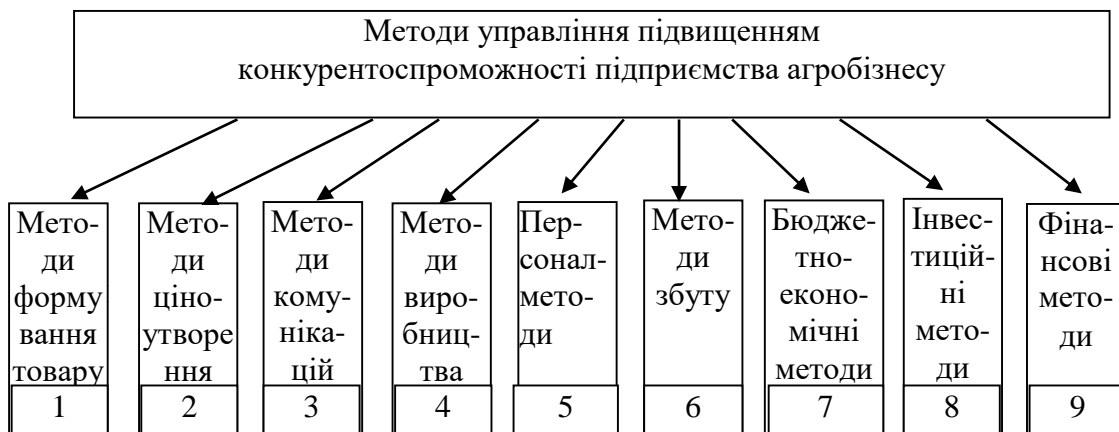 Методи управління підвищенням
конкурентоспроможності підприємства агробізнесу
Мето-
ди
форму
вання
товару
1
Мето-
ди
ціно-
утворе
ння
2
Мето-
ди
кому-
ніка-
цій
3
Мето-
ди
виро-
бниц-
тва
4
Пер-
сонал-
мето-
ди
5
Мето-
ди
збуту
6
Бюдже-
тно-
еконо-
мічні
методи
7
Інвес-
тицій-
ні
мето-
ди
8
Фіна-
нсові
мето-
ди
9